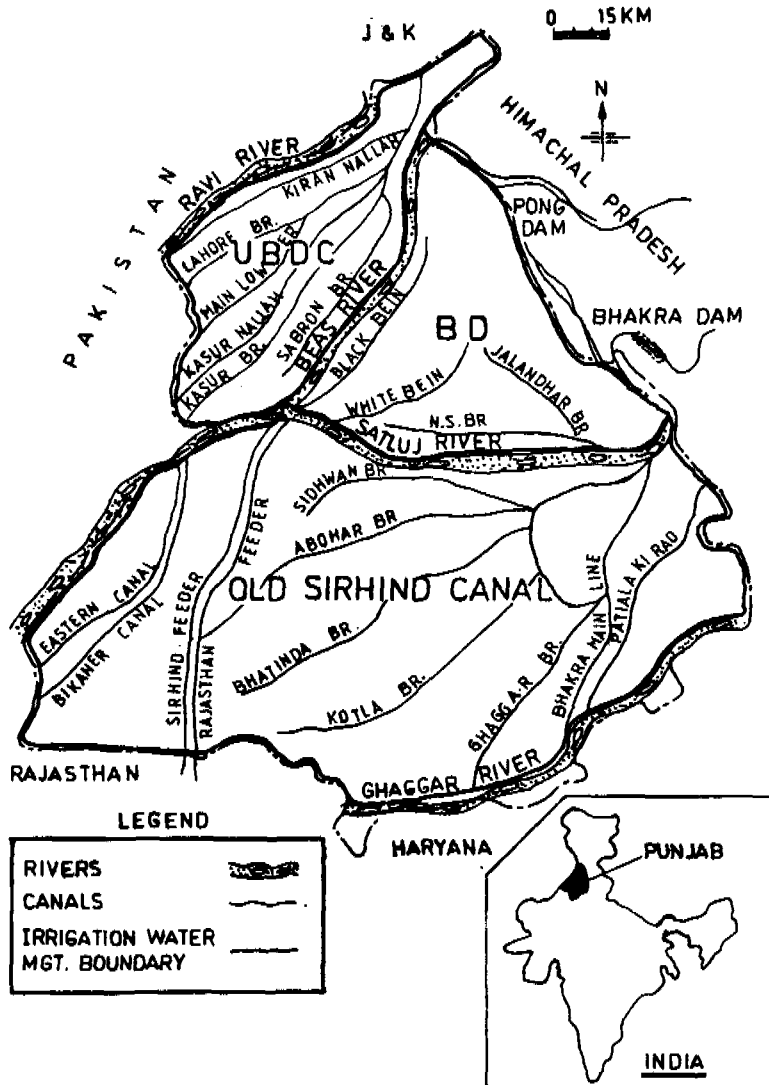 J & K
0 15 KM
N
HIMACHAL PRADESH
PAKISTAN
RAVI RIVER
KIRAN NALLAH
LAHORE BR.
UBDC
MAIN LOWER
KASUR NALLAH
KASUR BR.
SABRON BR.
BEAS RIVER
BLACK BEIN
PONG
DAM
BD
BHAKRA DAM
WHITE BEIN
JALANDHAR BR.
N.S. BR
SATLUJ RIVER
SIDHWAN BR
ABOHAR BR
OLD SIRHIND CANAL
EASTERN CANAL
BIKANER CANAL
SIRHIND FEEDER
RAJASTHAN FEEDER
BHATINDA BR.
KOTLA BR.
GHAGGAR BR.
BHAKRA MAIN LINE
PATIALA KI RAO
GHAGGAR RIVER
RAJASTHAN
HARYANA
LEGEND
RIVERS
CANALS
IRRIGATION WATER
MGT. BOUNDARY
PUNJAB
INDIA